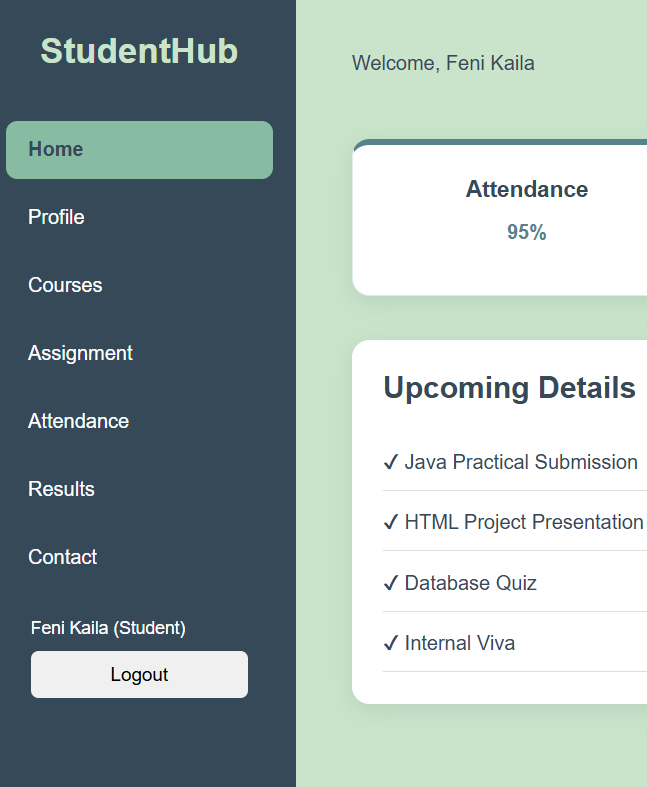 StudentHub
Home
Profile
Courses
Assignment
Attendance
Results
Contact
Feni Kaila (Student)
Logout
Welcome, Feni Kaila
Attendance
95%
Upcoming Details
✔ Java Practical Submission
✔ HTML Project Presentation
✔ Database Quiz
✔ Internal Viva